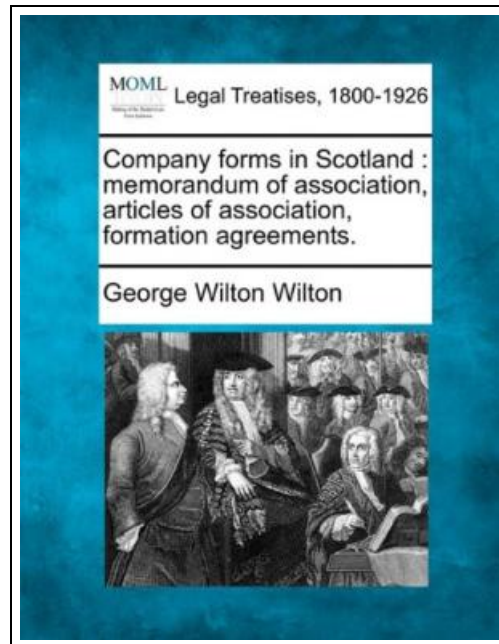 MOML
Legal Treatises, 1800-1926
Company forms in Scotland :
memorandum of association,
articles of association,
formation agreements.
George Wilton Wilton